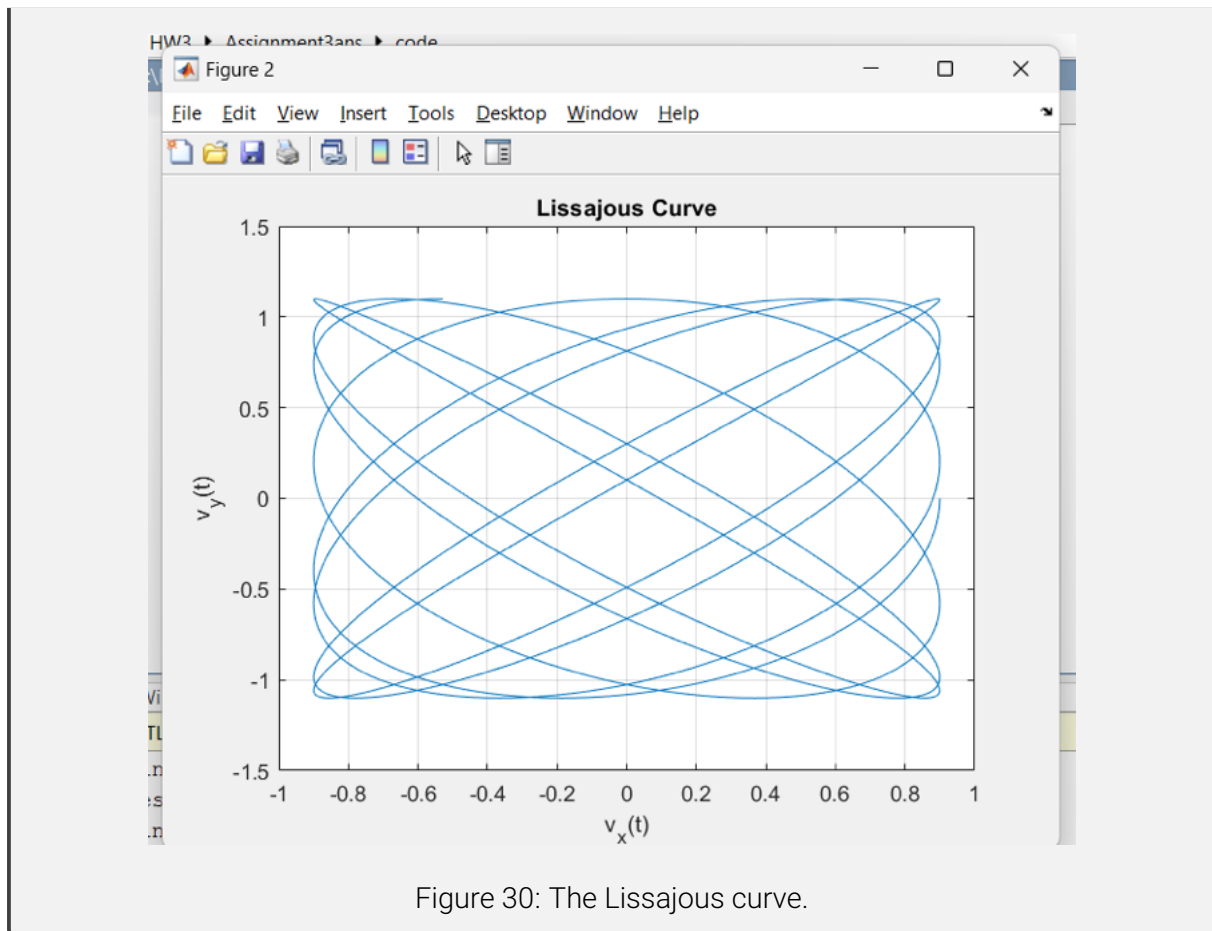 HW3 ▸ Assignment3ans ▸ code
Figure 2
File Edit View Insert Tools Desktop Window Help
Lissajous Curve
1.5
1
0.5
0
-0.5
-1
-1.5
v_y(t)
-1 -0.8 -0.6 -0.4 -0.2 0 0.2 0.4 0.6 0.8 1
v_x(t)
Figure 30: The Lissajous curve.